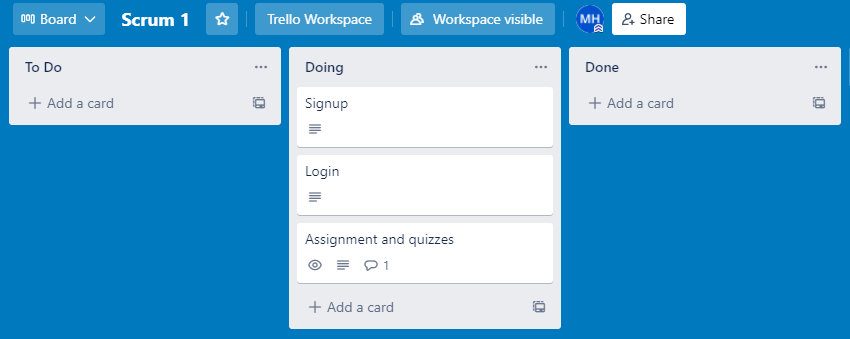 Board Scrum 1 Trello Workspace Workspace visible MH Share
To Do
Add a card
Doing
Signup
Login
Assignment and quizzes
1
Add a card
Done
Add a card